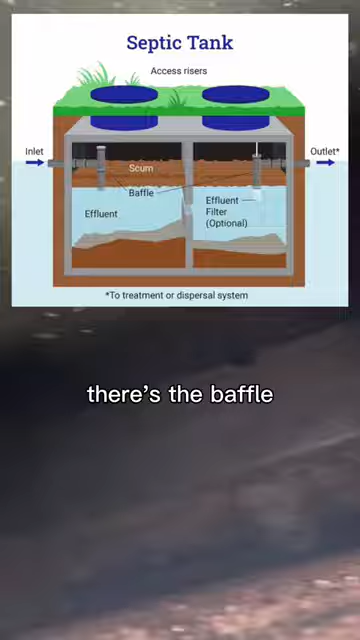 Septic Tank
Access risers
Inlet
Outlet*
Scum
Baffle
Effluent
Effluent
Filter
(Optional)
*To treatment or dispersal system
there's the baffle